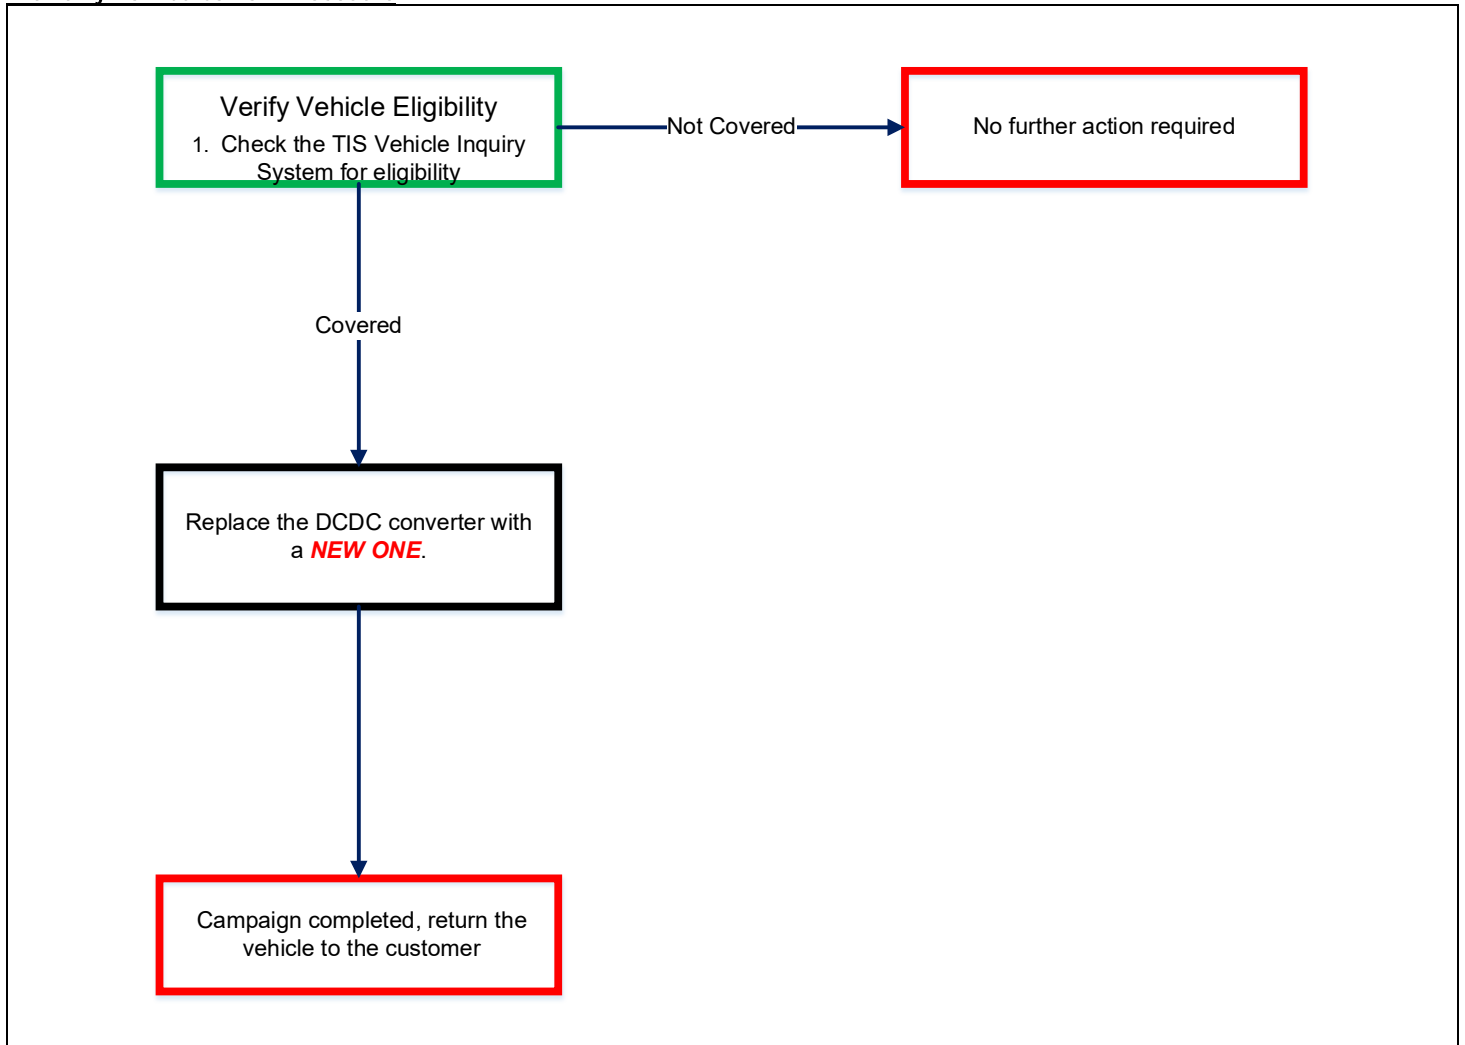 Verify Vehicle Eligibility
1. Check the TIS Vehicle Inquiry
System for eligibility
Not Covered
No further action required
Covered
Replace the DCDC converter with
a NEW ONE.
Campaign completed, return the
vehicle to the customer